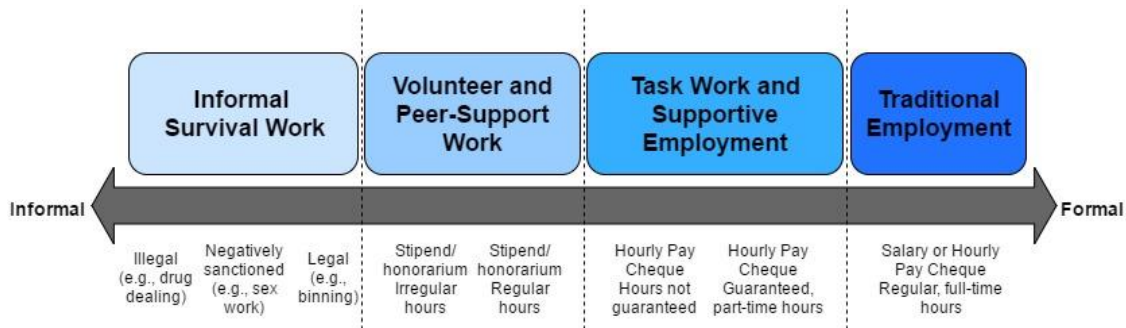 Informal
Survival Work
Volunteer and
Peer-Support
Work
Task Work and
Supportive
Employment
Traditional
Employment
Informal
Formal
Illegal
(e.g., drug
dealing)
Negatively
sanctioned
(e.g., sex
work)
Legal
(e.g.,
binning)
Stipend/
honorarium
Irregular
hours
Stipend/
honorarium
Regular
hours
Hourly Pay
Cheque
Hours not
guaranteed
Hourly Pay
Cheque
Guaranteed,
part-time hours
Salary or Hourly
Pay Cheque
Regular, full-time
hours